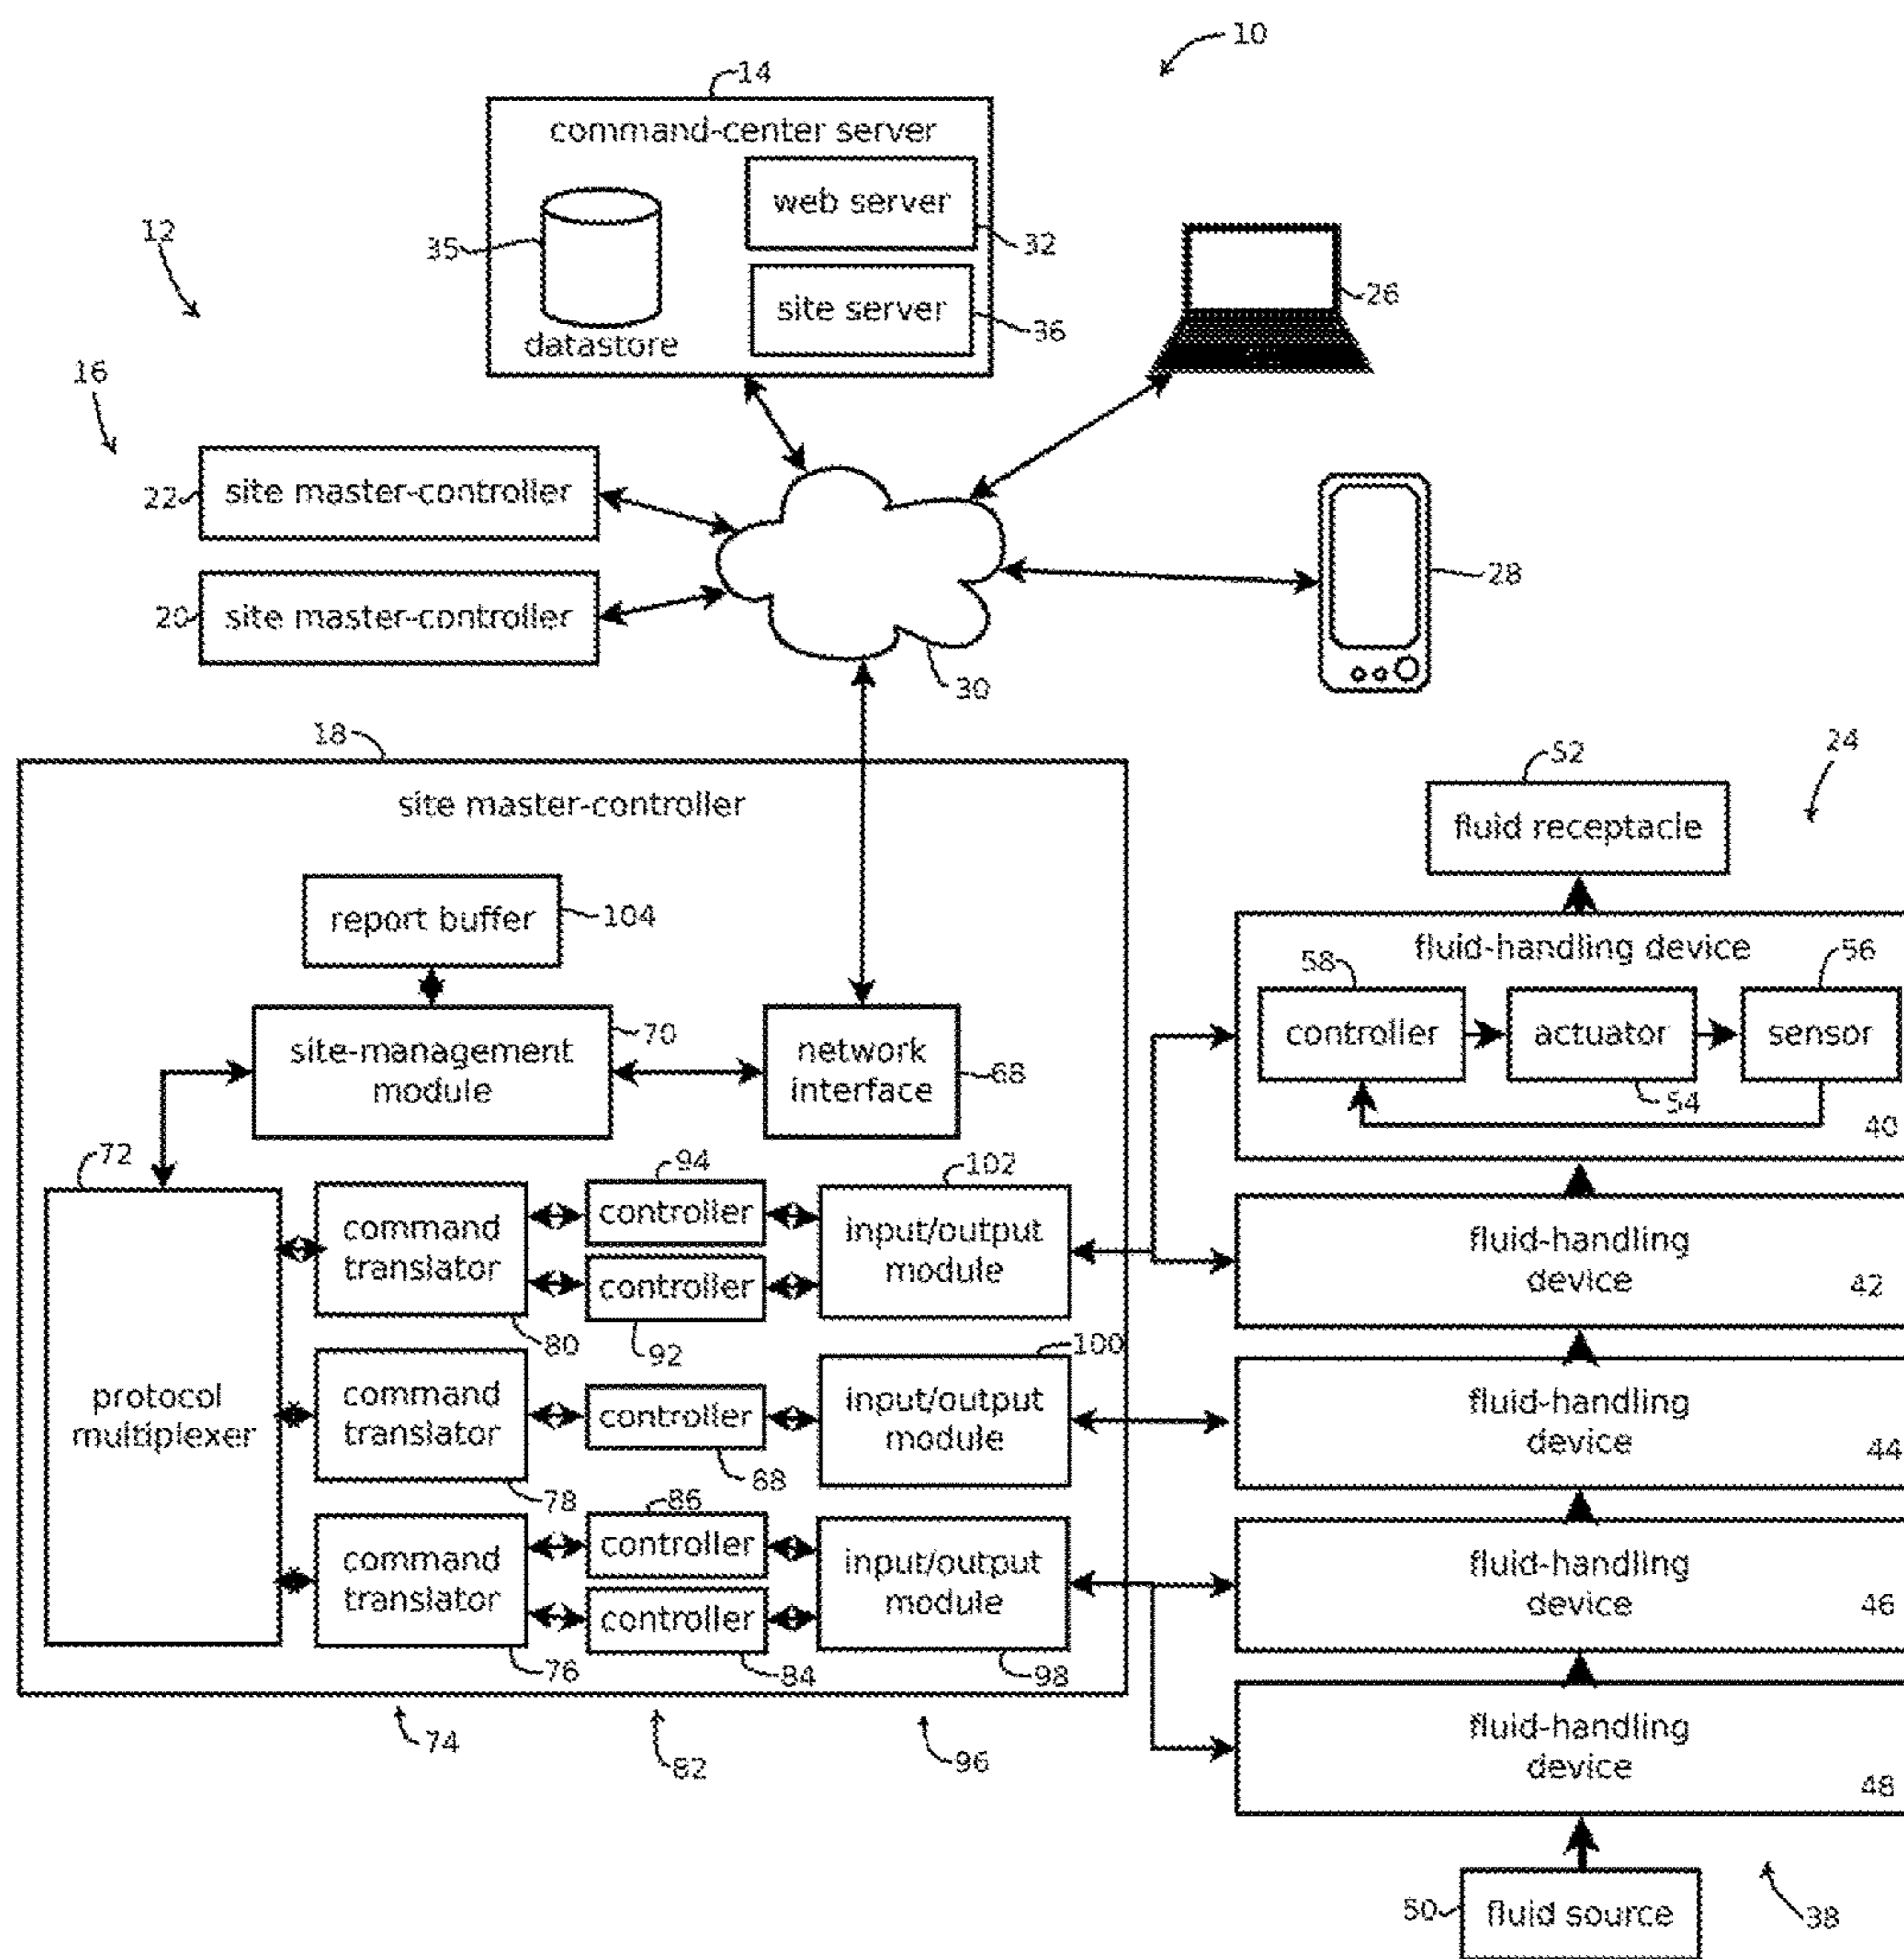 10
14
command-center server
web server
12
35
32
site server
26
36
datastore
16
22
site master-controller
28
20
site master-controller
30
18
24
52
site master-controller
fluid receptacle
report buffer
104
fluid-handling device
58
56
70
controller
actuator
sensor
site-management
module
network
interface
68
54
40
72
94
102
controller
command
translator
input/output
module
fluid-handling
device
controller
42
80
92
100
protocol
multiplexer
command
translator
controller
input/output
module
fluid-handling
device
44
88
78
86
controller
command
translator
input/output
module
fluid-handling
device
controller
46
76
84
98
74
82
96
fluid-handling
device
48
50
fluid source
38